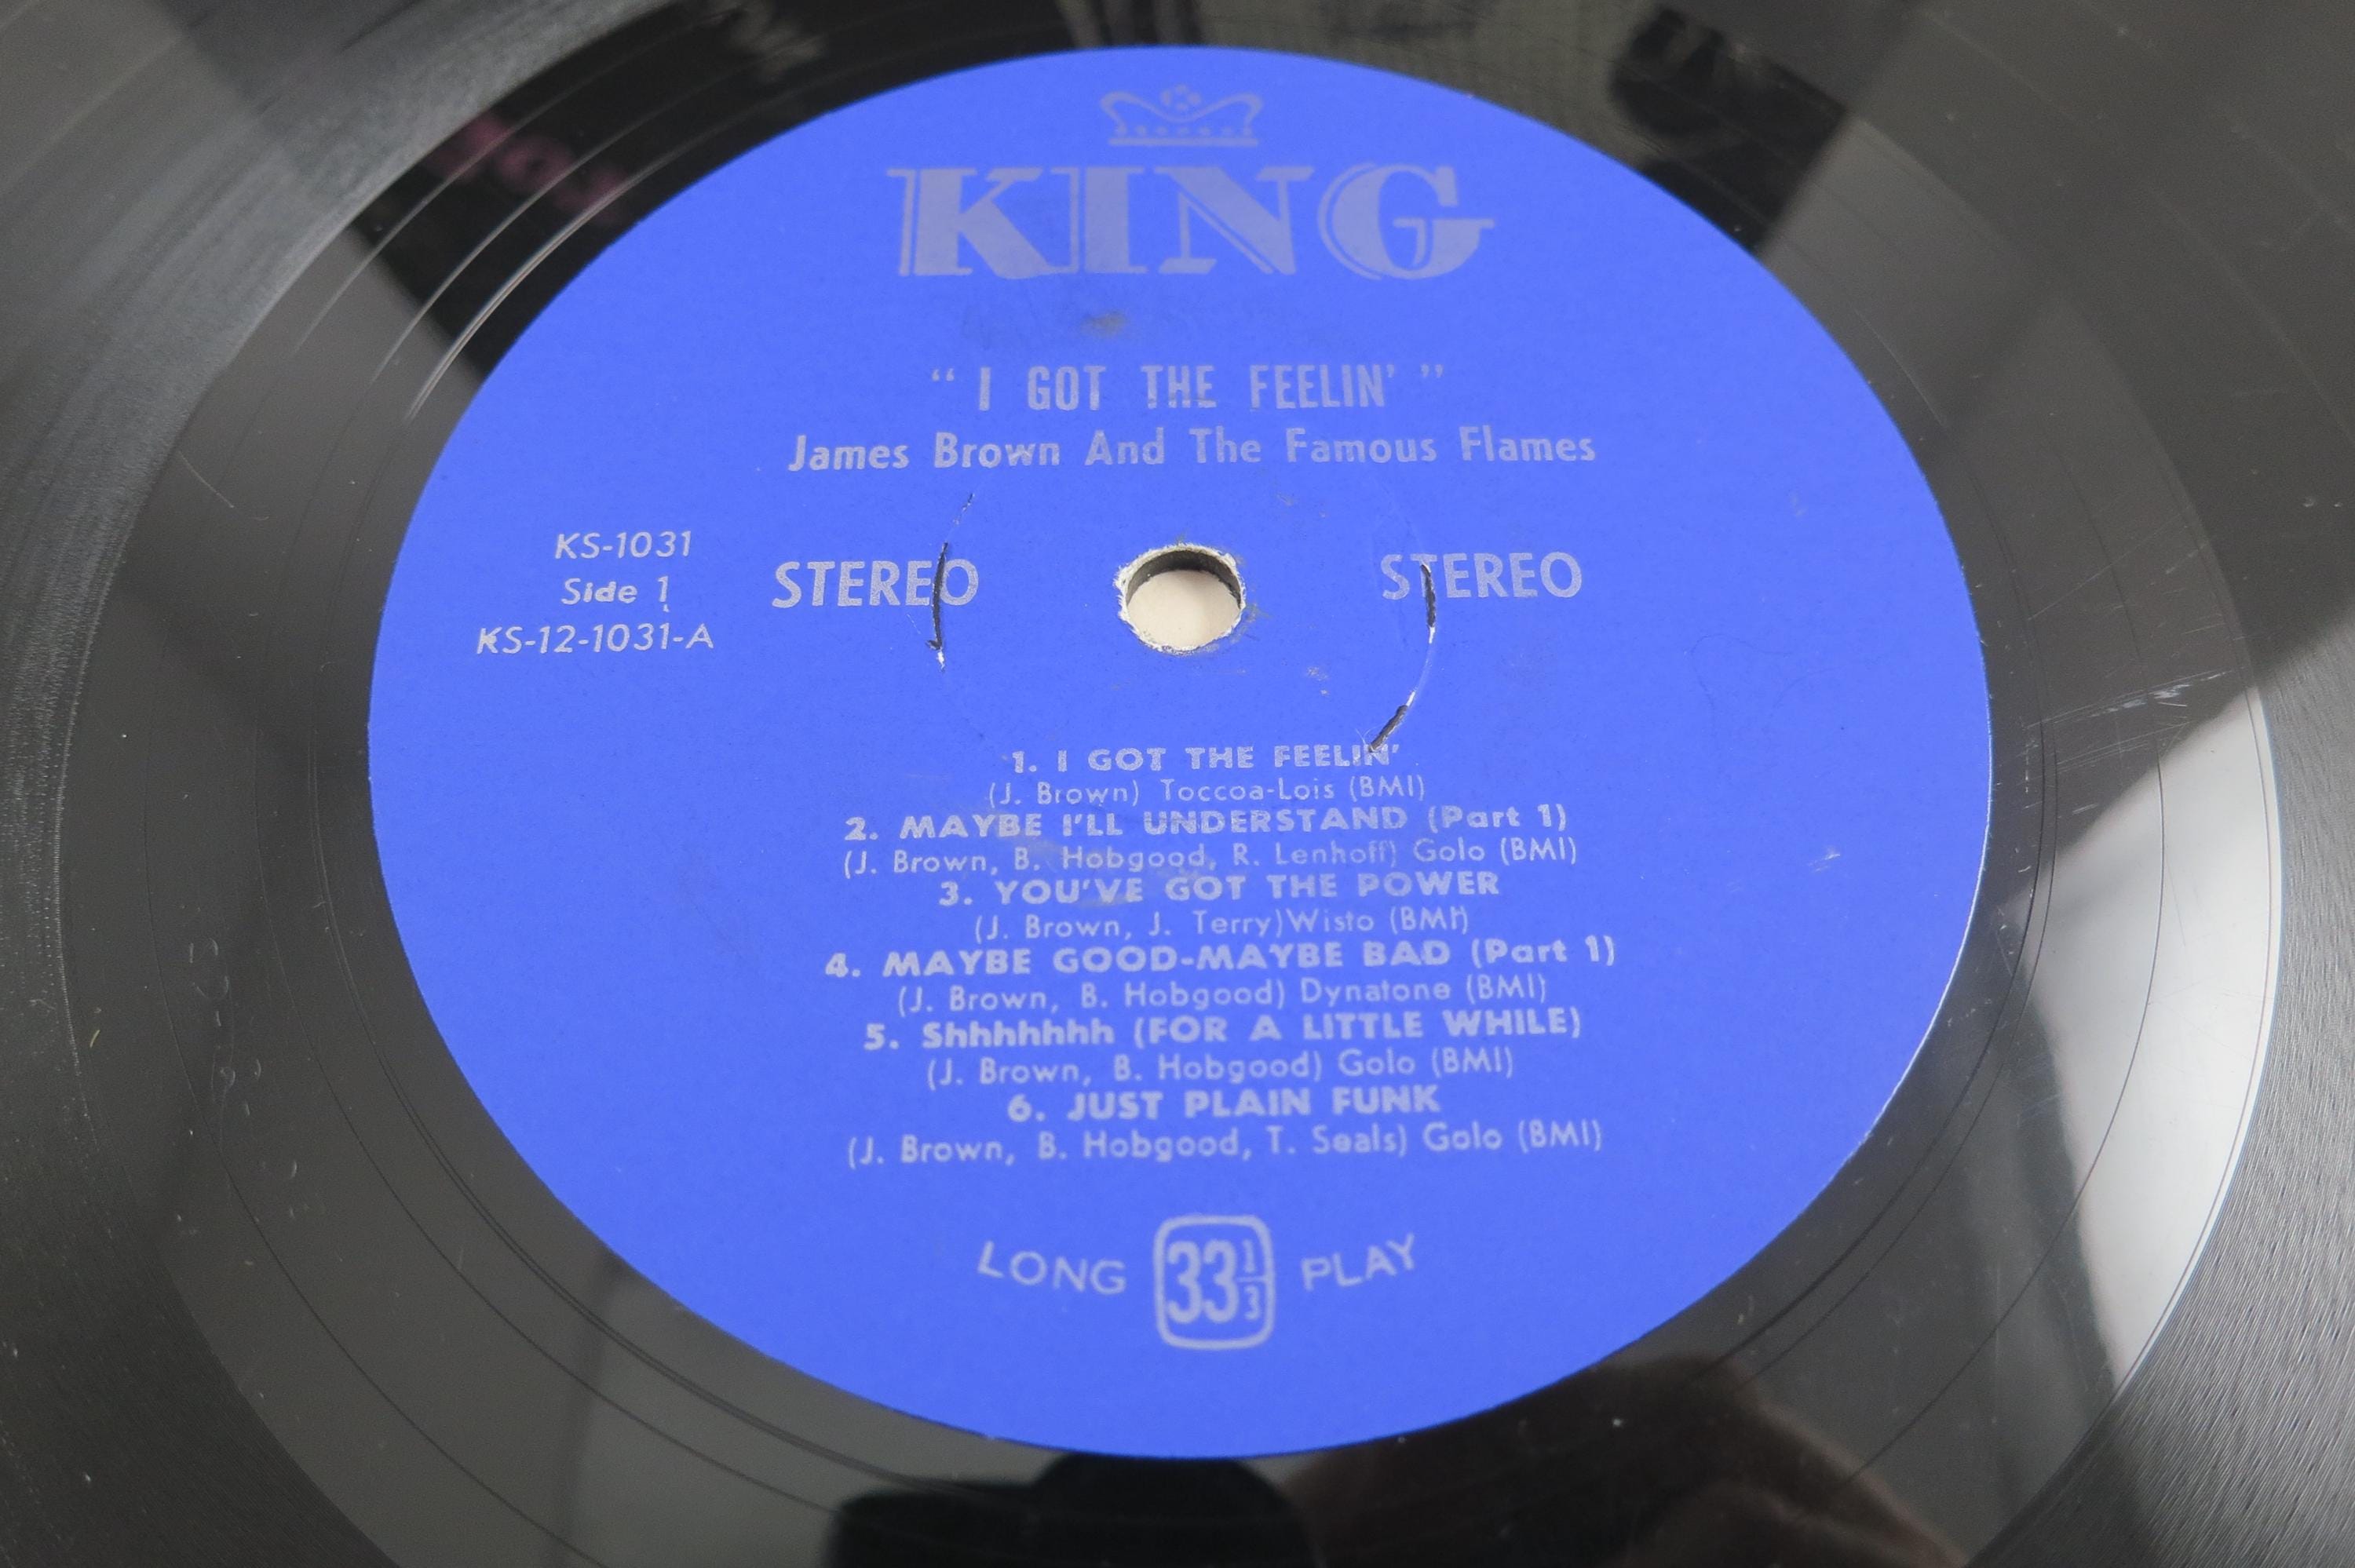 KING
“ I GOT THE FEELIN’ ”
James Brown And The Famous Flames
KS-1031
Side 1
KS-12-1031-A
STEREO STEREO
1. I GOT THE FEELIN’
(J. Brown) Toccoa-Lois (BMI)
2. MAYBE I’LL UNDERSTAND (Part 1)
(J. Brown, B. Hobgood, R. Lenhoff) Golo (BMI)
3. YOU’VE GOT THE POWER
(J. Brown, J. Terry)Wisto (BMI)
4. MAYBE GOOD-MAYBE BAD (Part 1)
(J. Brown, B. Hobgood) Dynatone (BMI)
5. Shhhhhhh (FOR A LITTLE WHILE)
(J. Brown, B. Hobgood) Golo (BMI)
6. JUST PLAIN FUNK
(J. Brown, B. Hobgood, T. Seals) Golo (BMI)
LONG 33 1/3 PLAY